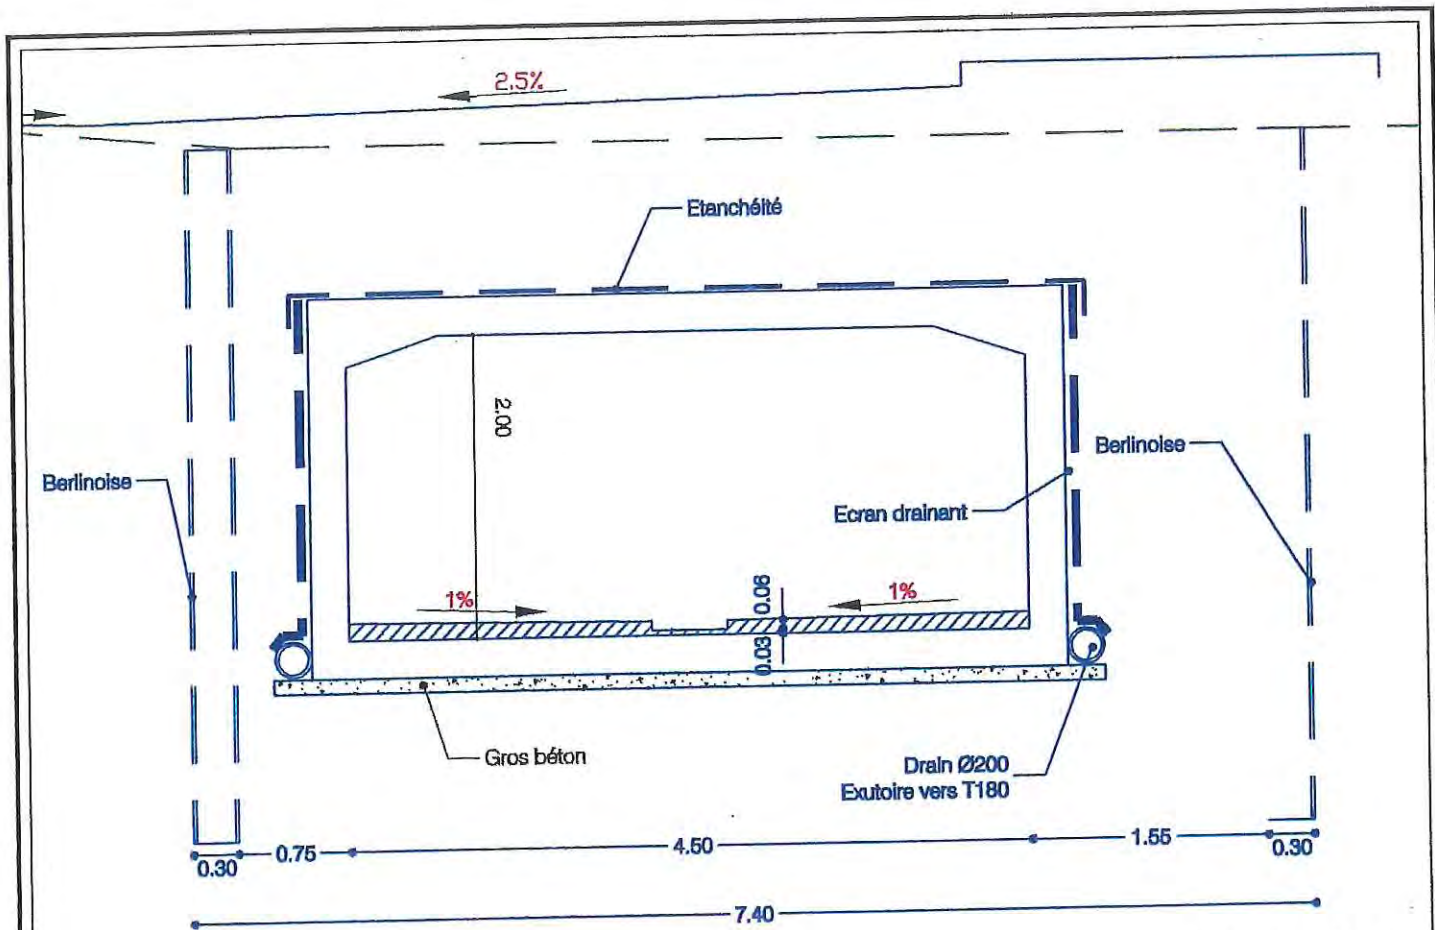 2.5%
Etanchéité
2.00
Berlinoise
Berlinoise
Ecran drainant
1%
0.06
1%
0.03
Gros béton
Drain Ø200
Exutoire vers T180
0.30
0.75
4.50
1.55
0.30
7.40